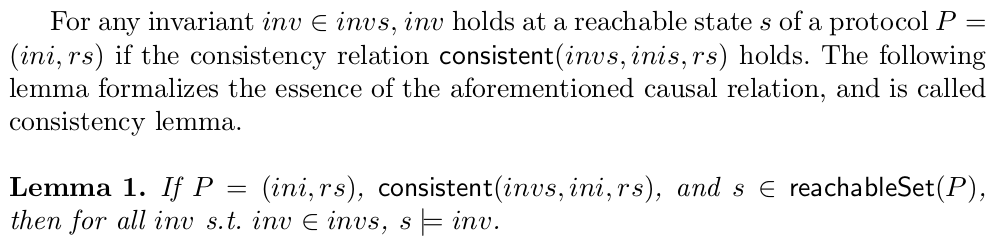 For any invariant inv ∈ invs, inv holds at a reachable state s of a protocol P =
(ini, rs) if the consistency relation consistent(invs, inis, rs) holds. The following
lemma formalizes the essence of the aforementioned causal relation, and is called
consistency lemma.
Lemma 1. If P = (ini, rs), consistent(invs, ini, rs), and s ∈ reachableSet(P),
then for all inv s.t. inv ∈ invs, s ⊨ inv.